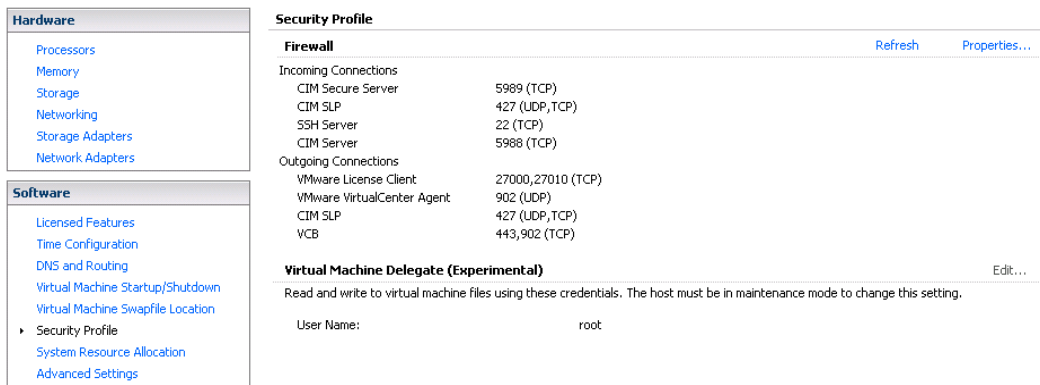 Hardware
Processors
Memory
Storage
Networking
Storage Adapters
Network Adapters
Software
Licensed Features
Time Configuration
DNS and Routing
Virtual Machine Startup/Shutdown
Virtual Machine Swapfile Location
Security Profile
System Resource Allocation
Advanced Settings
Security Profile
Firewall Refresh Properties...
Incoming Connections
CIM Secure Server 5989 (TCP)
CIM SLP 427 (UDP,TCP)
SSH Server 22 (TCP)
CIM Server 5988 (TCP)
Outgoing Connections
VMware License Client 27000,27010 (TCP)
VMware VirtualCenter Agent 902 (UDP)
CIM SLP 427 (UDP,TCP)
VCB 443,902 (TCP)
Virtual Machine Delegate (Experimental) Edit...
Read and write to virtual machine files using these credentials. The host must be in maintenance mode to change this setting.
User Name: root